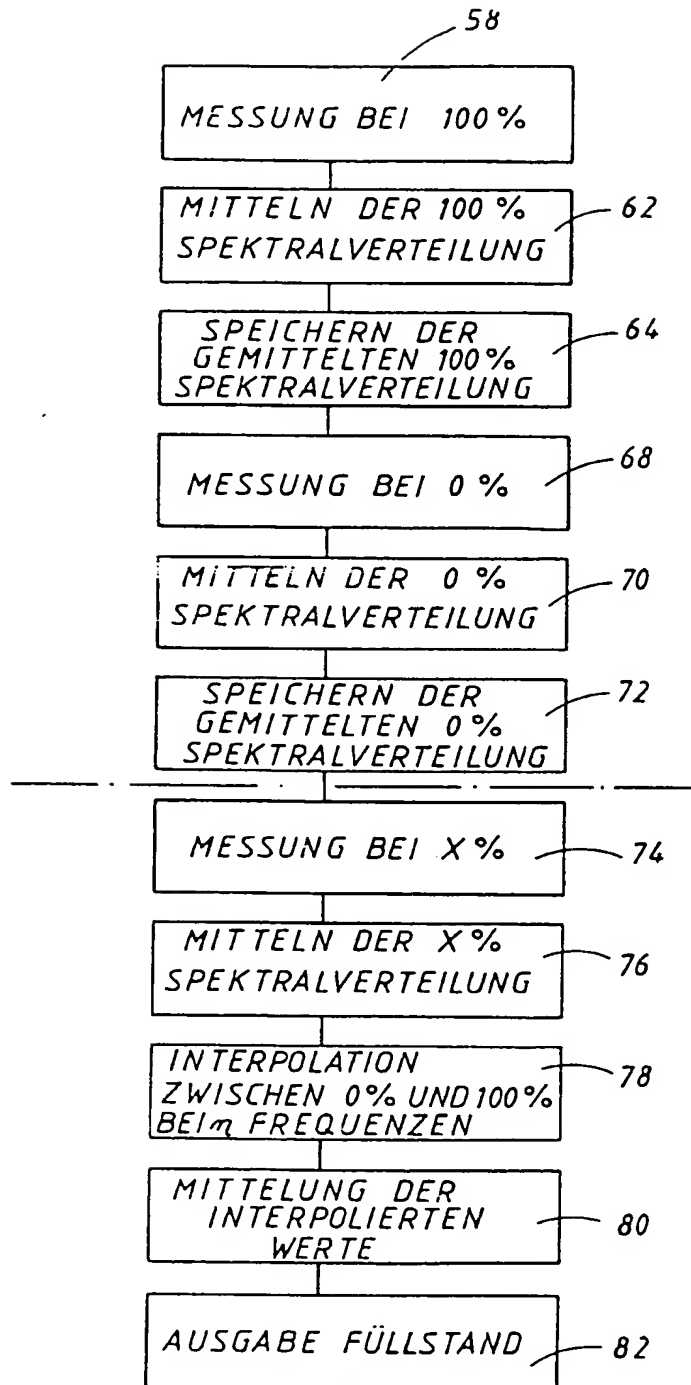 58
MESSUNG BEI 100%
MITTELN DER 100%
SPEKTRALVERTEILUNG
62
SPEICHERN DER
GEMITTELTEN 100%
SPEKTRALVERTEILUNG
64
MESSUNG BEI 0%
68
MITTELN DER 0%
SPEKTRALVERTEILUNG
70
SPEICHERN DER
GEMITTELTEN 0%
SPEKTRALVERTEILUNG
72
MESSUNG BEI X%
74
MITTELN DER X%
SPEKTRALVERTEILUNG
76
INTERPOLATION
ZWISCHEN 0% UND 100%
BEI n FREQUENZEN
78
MITTELUNG DER
INTERPOLIERTEN
WERTE
80
AUSGABE FÜLLSTAND
82